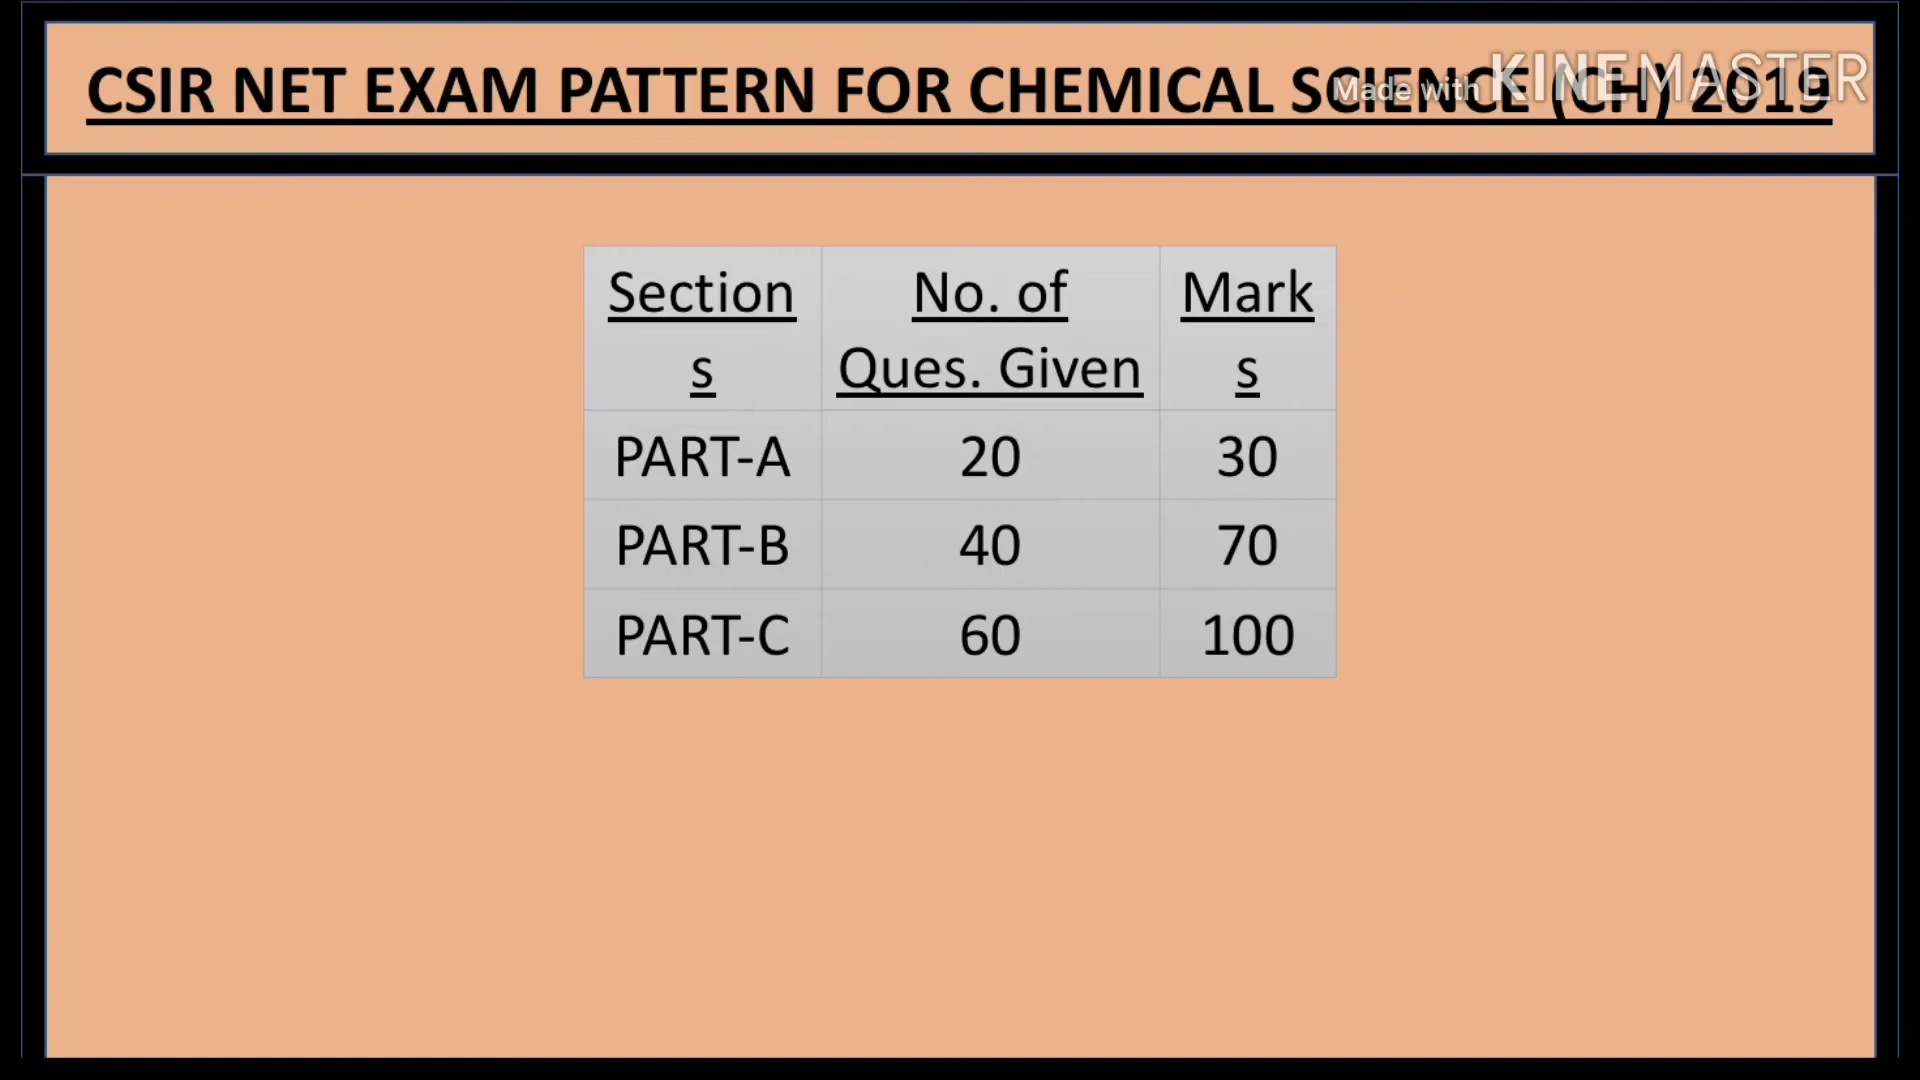 CSIR NET EXAM PATTERN FOR CHEMICAL SCIENCE (CH) 2019
Made with KINEMASTER
Section No. of Mark
s Ques. Given s
PART-A 20 30
PART-B 40 70
PART-C 60 100